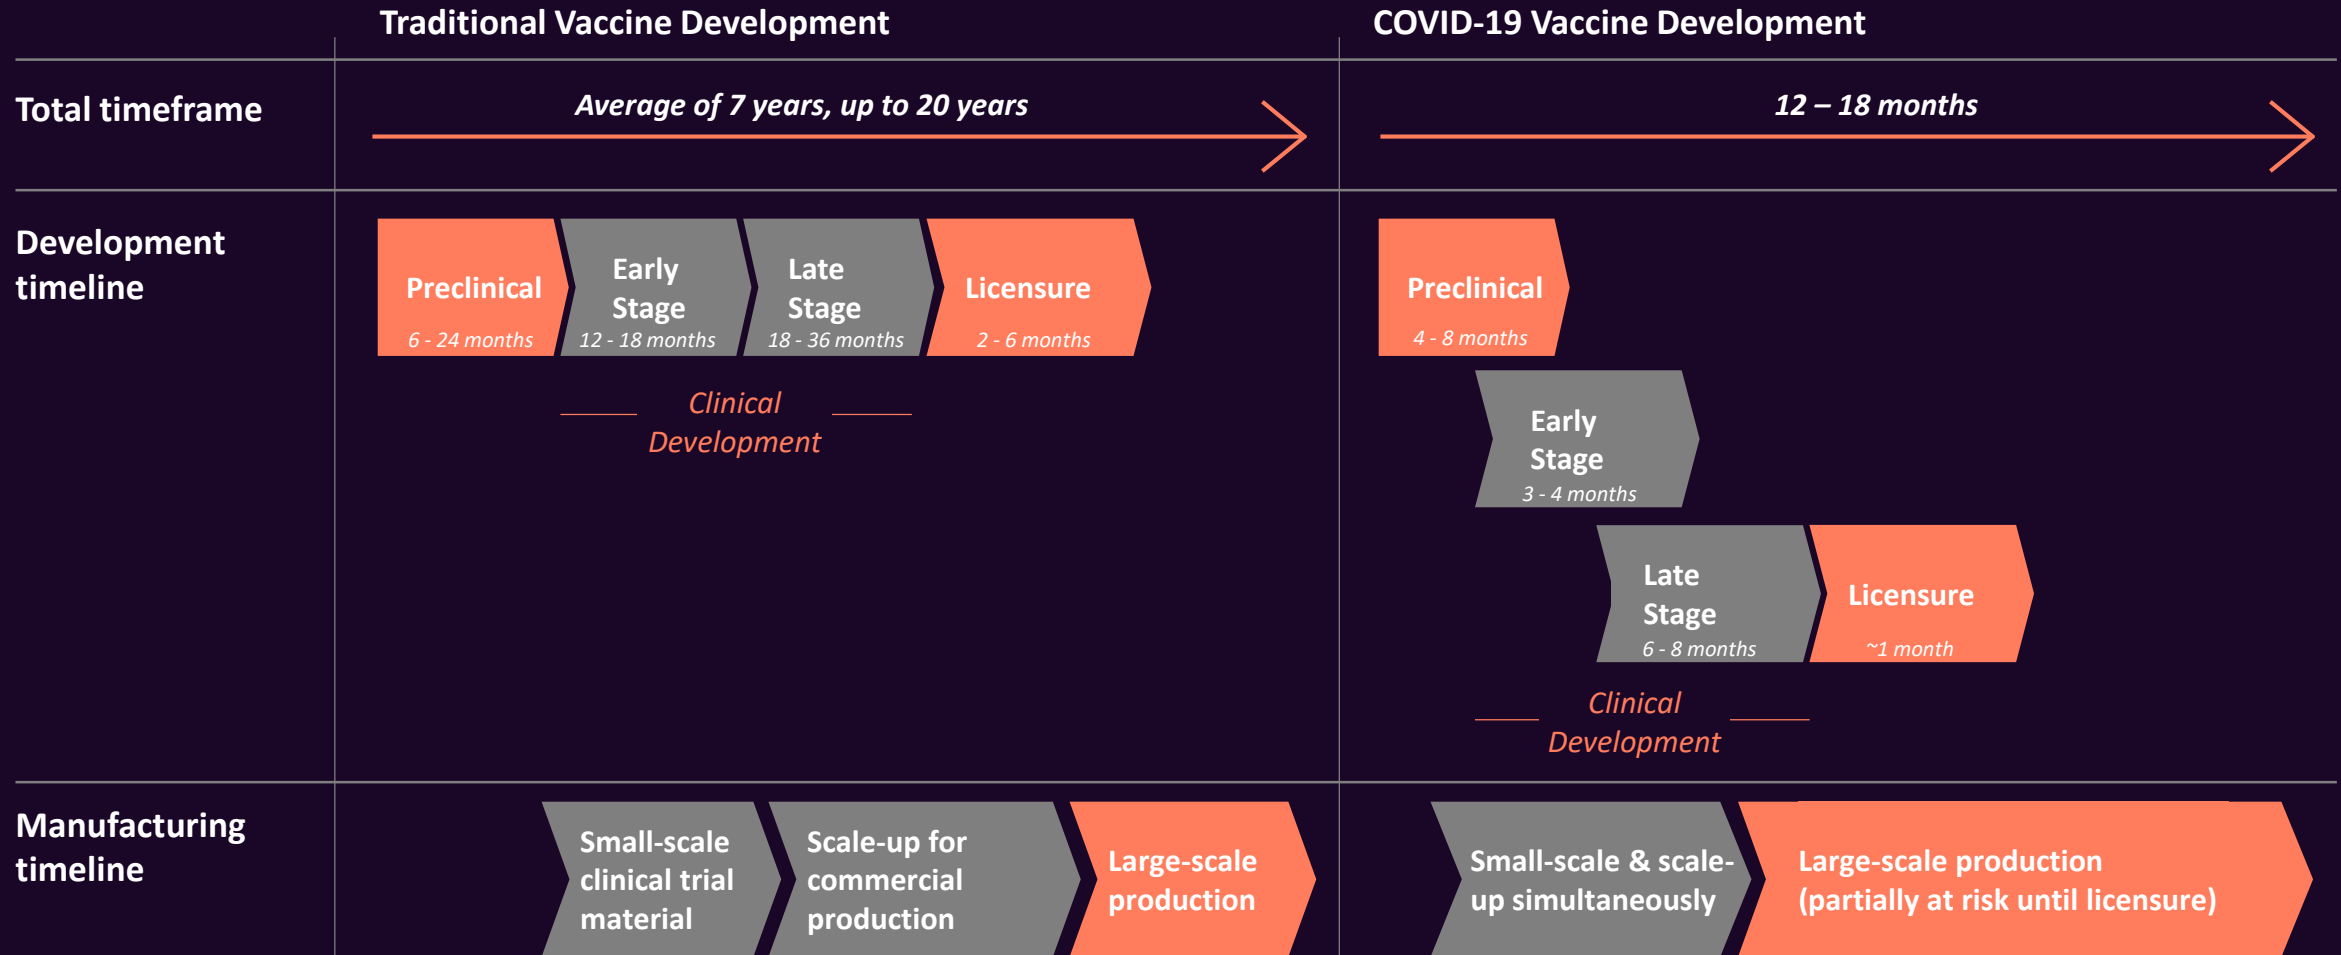 Traditional Vaccine Development
COVID-19 Vaccine Development
Total timeframe
Average of 7 years, up to 20 years
12 – 18 months
Development
timeline
Preclinical
6 - 24 months
Early
Stage
12 - 18 months
Late
Stage
18 - 36 months
Licensure
2 - 6 months
Clinical
Development
Preclinical
4 - 8 months
Early
Stage
3 - 4 months
Late
Stage
6 - 8 months
Licensure
~1 month
Clinical
Development
Manufacturing
timeline
Small-scale
clinical trial
material
Scale-up for
commercial
production
Large-scale
production
Small-scale & scale-
up simultaneously
Large-scale production
(partially at risk until licensure)